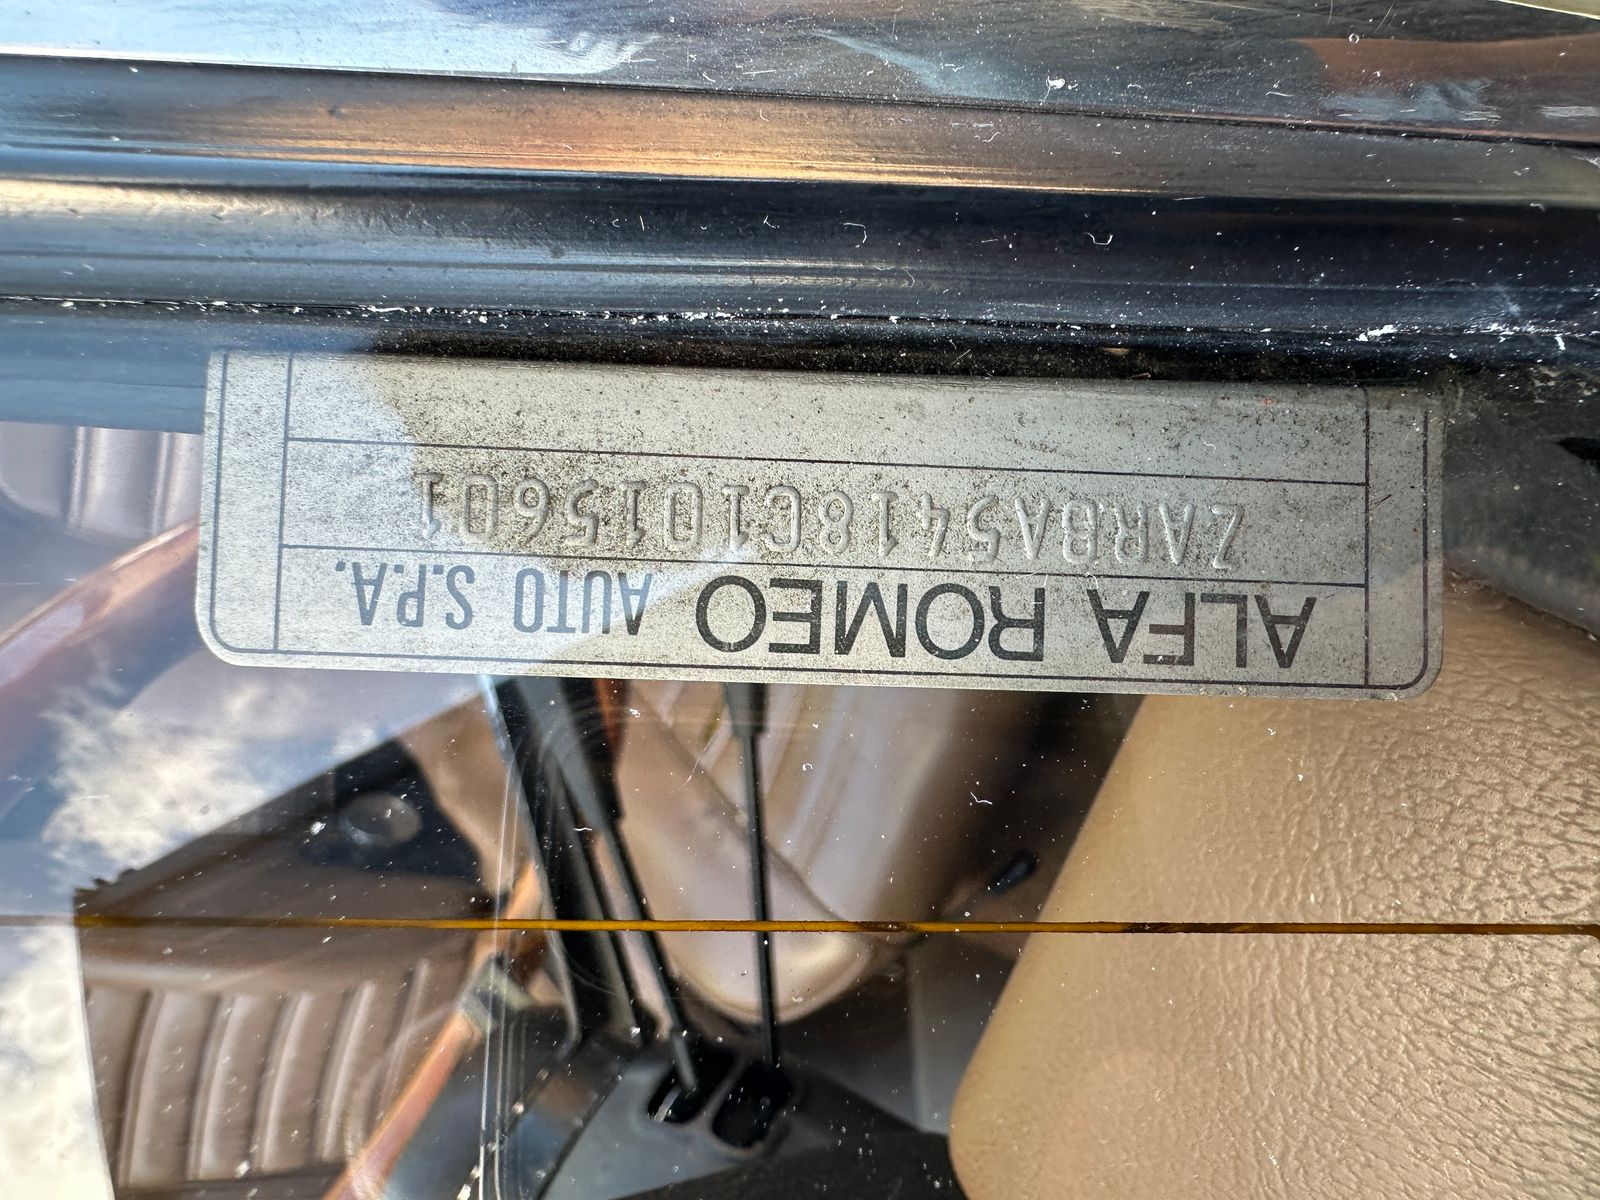 ALFA ROMEO AUTO S.P.A.
ZARBA5418C1015601